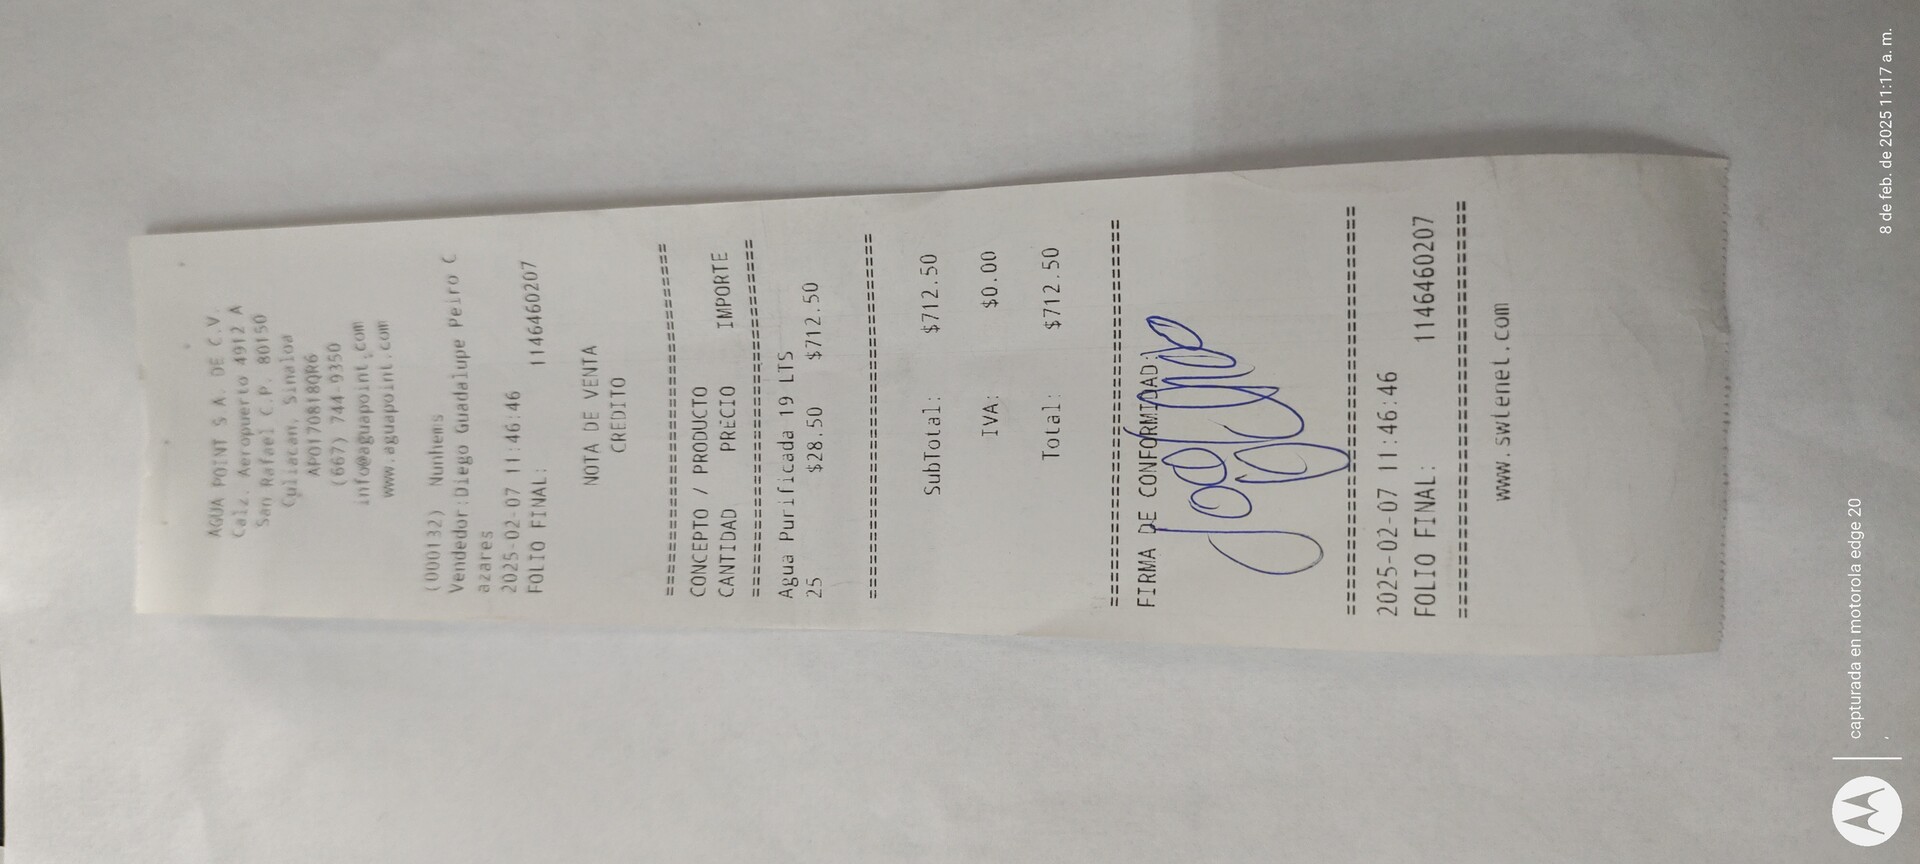 AGUA POINT S.A. DE C.V.
Calz. Aeropuerto 4912 A
San Rafael C.P. 80150
Culiacan, Sinaloa
APO170818QR6
(667) 744-9350
info@aguapoint.com
www.aguapoint.com
(000132) Nunhems
Vendedor:Diego Guadalupe Peiro C
azares
2025-02-07 11:46:46
FOLIO FINAL: 1146460207
NOTA DE VENTA
CREDITO
================================
CONCEPTO / PRODUCTO
CANTIDAD PRECIO IMPORTE
================================
Agua Purificada 19 LTS
25 $28.50 $712.50
================================
SubTotal: $712.50
IVA: $0.00
Total: $712.50
================================
FIRMA DE CONFORMIDAD:
================================
2025-02-07 11:46:46
FOLIO FINAL: 1146460207
================================
www.swtenet.com
capturada en motorola edge 20
8 de feb. de 2025 11:17 a. m.